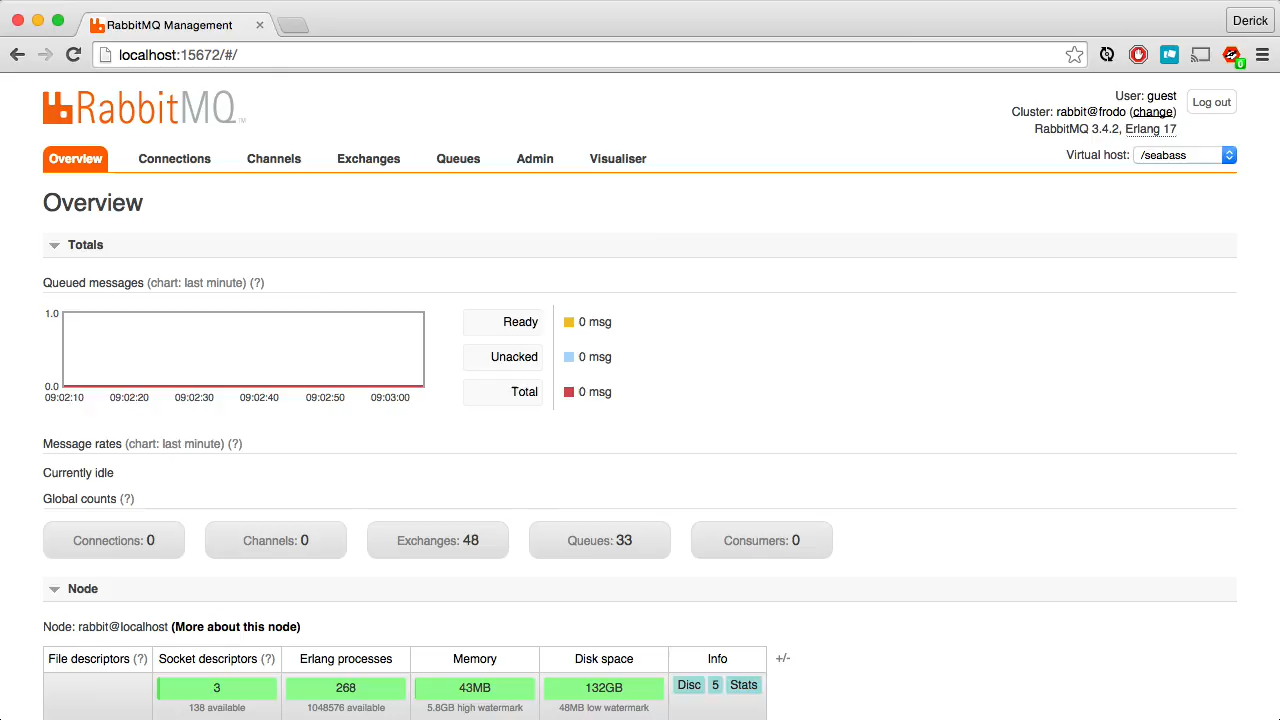 RabbitMQ Management
Derick
localhost:15672/#/
0
RabbitMQ™
User: guest
Log out
Cluster: rabbit@frodo (change)
RabbitMQ 3.4.2, Erlang 17
Virtual host: /seabass
Overview Connections Channels Exchanges Queues Admin Visualiser
Overview
Totals
Queued messages (chart: last minute) (?)
1.0
0.0
09:02:10 09:02:20 09:02:30 09:02:40 09:02:50 09:03:00
Ready 0 msg
Unacked 0 msg
Total 0 msg
Message rates (chart: last minute) (?)
Currently idle
Global counts (?)
Connections: 0 Channels: 0 Exchanges: 48 Queues: 33 Consumers: 0
Node
Node: rabbit@localhost (More about this node)
File descriptors (?) Socket descriptors (?) Erlang processes Memory Disk space Info +/-
3 268 43MB 132GB Disc 5 Stats
138 available 1048576 available 5.8GB high watermark 48MB low watermark